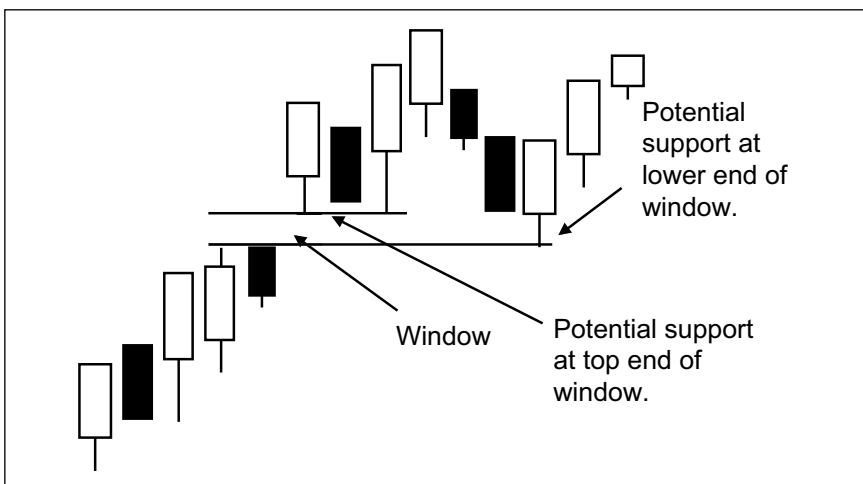 Potential
support at
lower end of
window.
Window
Potential support
at top end of
window.